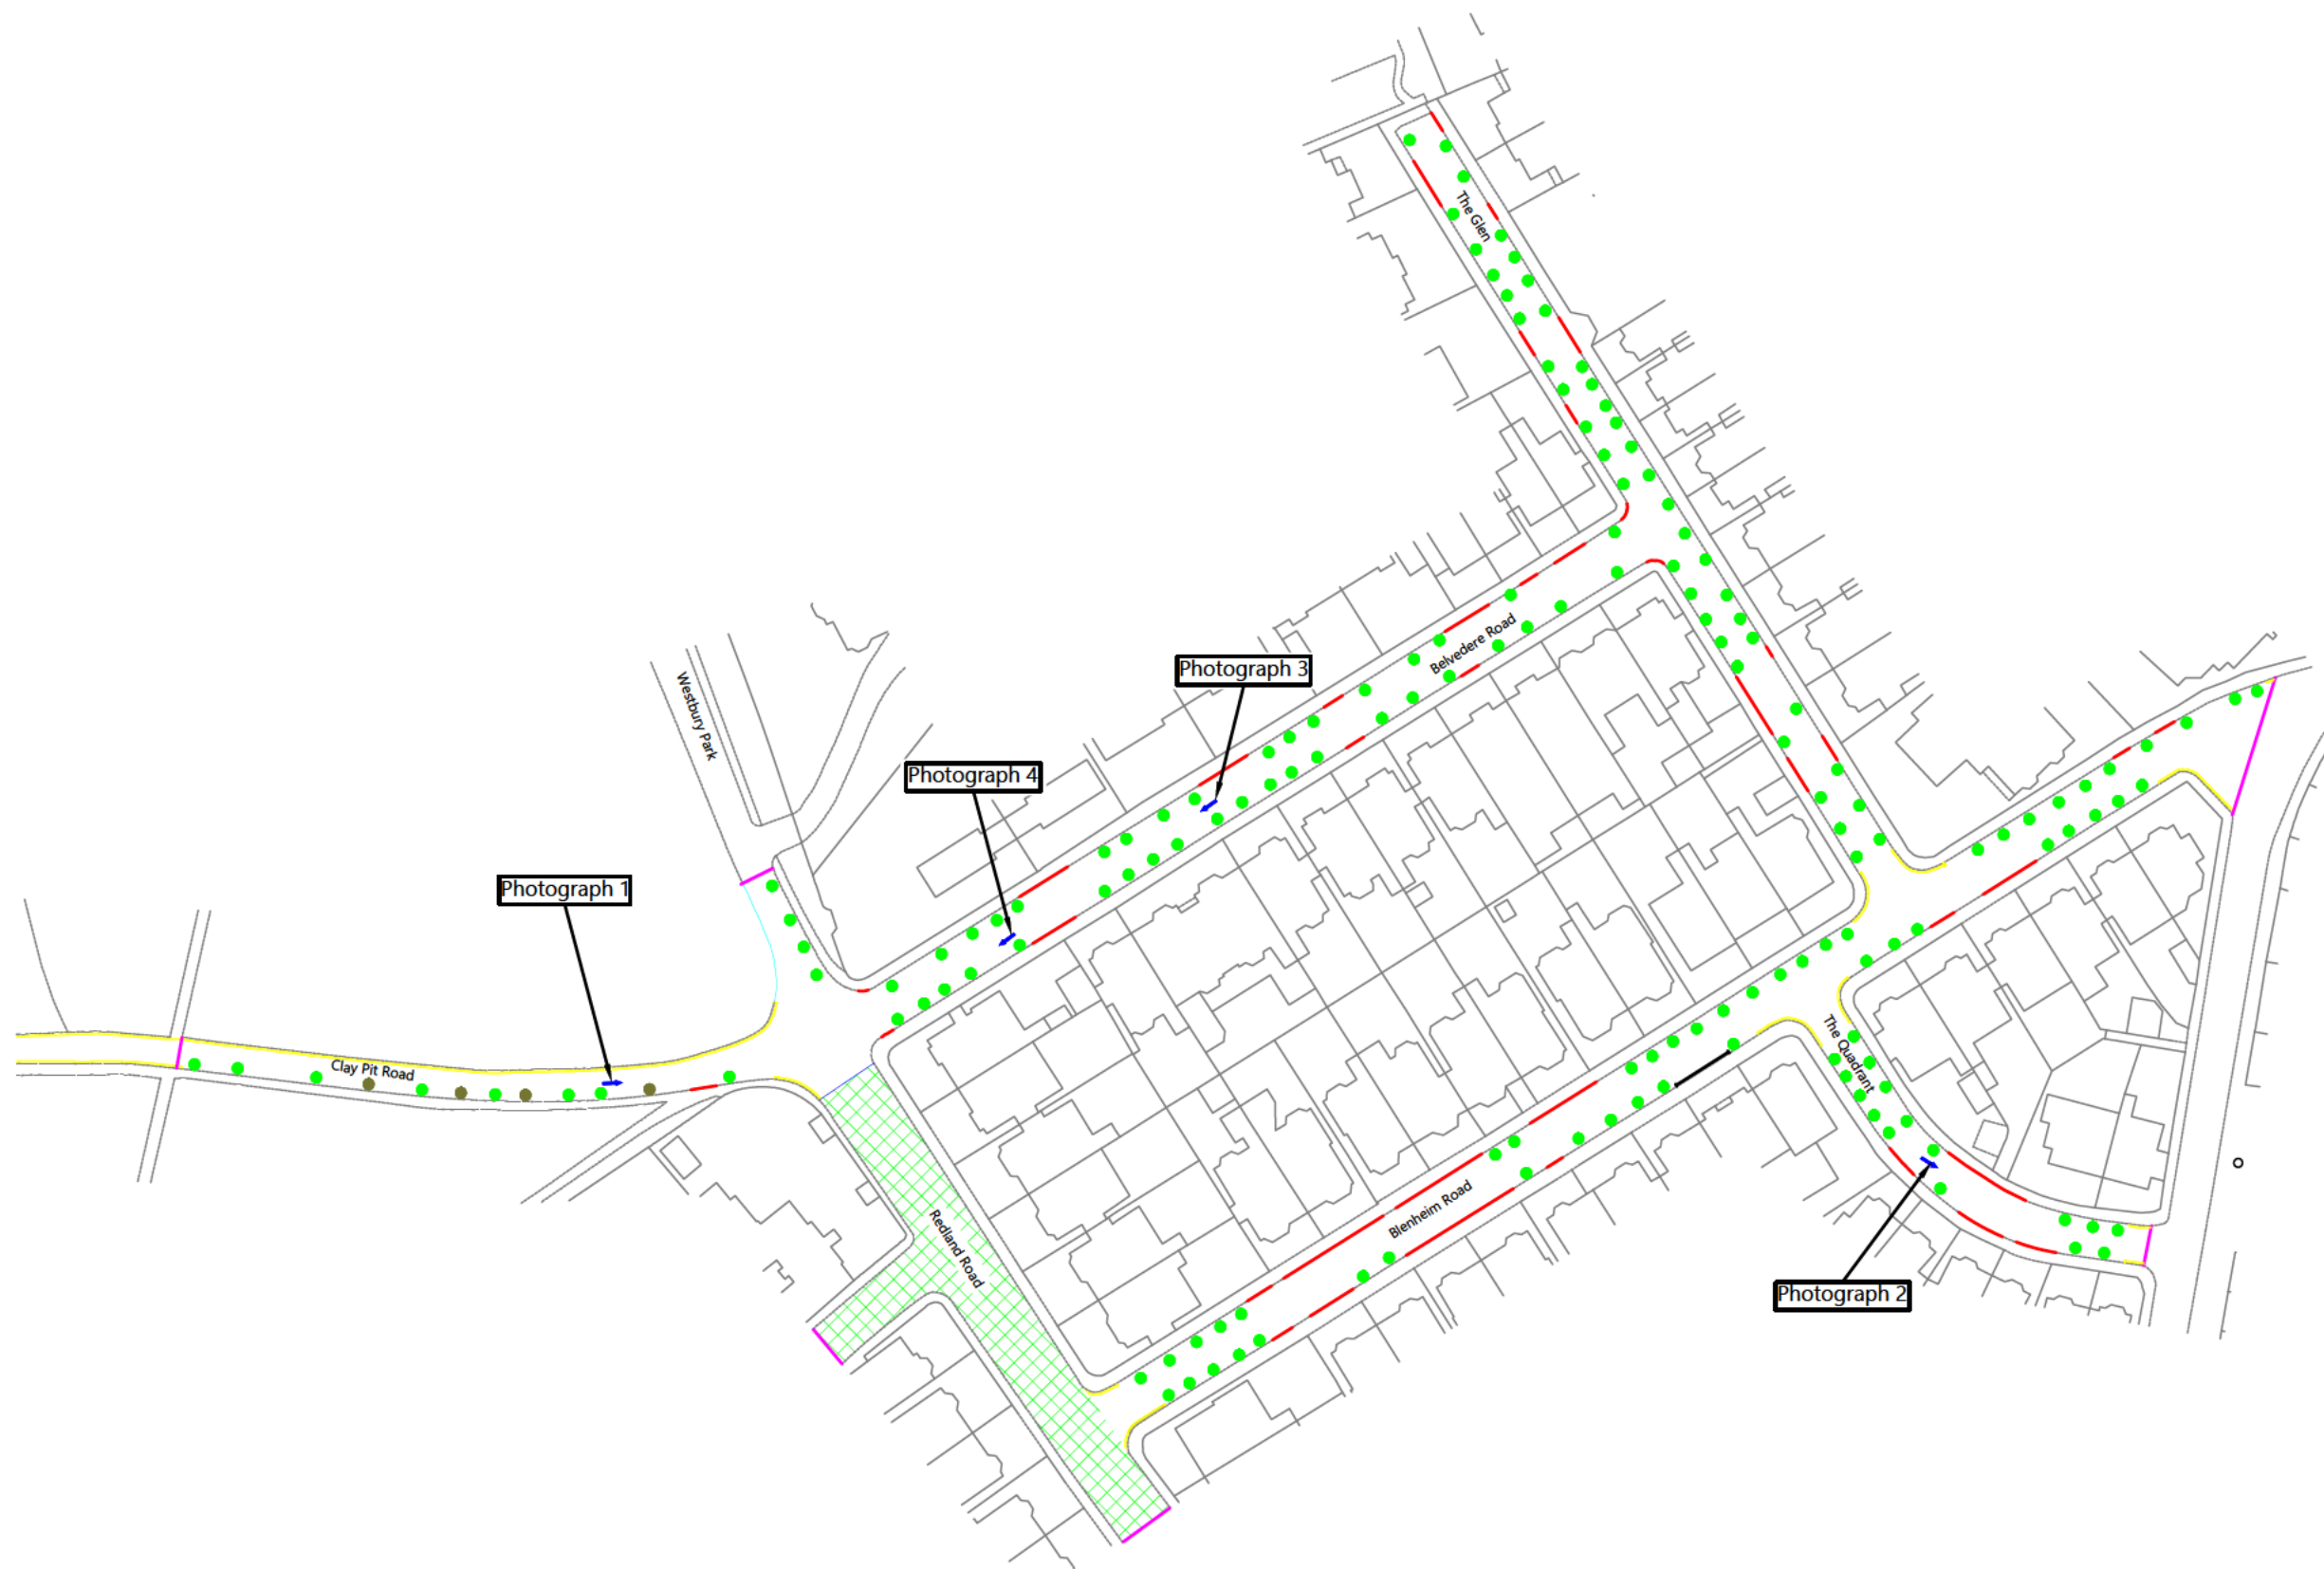 The Glen
Belvedere Road
Photograph 3
Westbury Park
Photograph 4
Photograph 1
Clay Pit Road
The Quadrant
Blenheim Road
Redland Road
Photograph 2